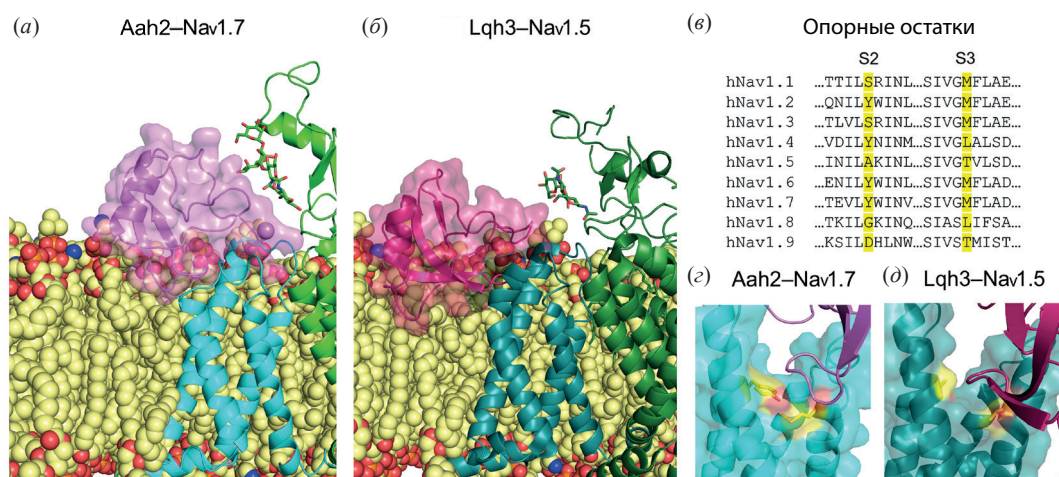 (а)
Aah2–Nav1.7
(б)
Lqh3–Nav1.5
(в)
Опорные остатки
S2 S3
hNav1.1 …TTILSRINL…SIVGMFLAE…
hNav1.2 …QNILYWINL…SIVGMFLAE…
hNav1.3 …TLVLSRINL…SIVGMFLAE…
hNav1.4 …VDILYNINM…SIVGLALSD…
hNav1.5 …INILAKINL…SIVGTVLSD…
hNav1.6 …ENILYWINL…SIVGMFLAD…
hNav1.7 …TEVLYWINV…SIVGMFLAD…
hNav1.8 …TKILGKINQ…SIASLIFSA…
hNav1.9 …KSILDHLNW…SIVSTMIST…
(г)
Aah2–Nav1.7
(д)
Lqh3–Nav1.5